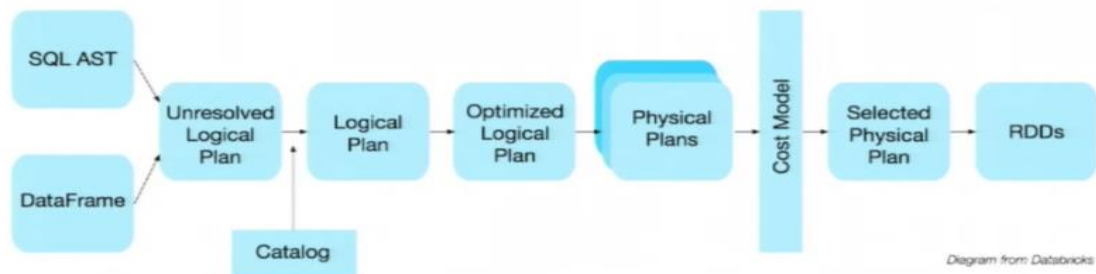 SQL AST
DataFrame
Unresolved
Logical
Plan
Catalog
Logical
Plan
Optimized
Logical
Plan
Physical
Plans
Cost Model
Selected
Physical
Plan
RDDs
Diagram from Databricks